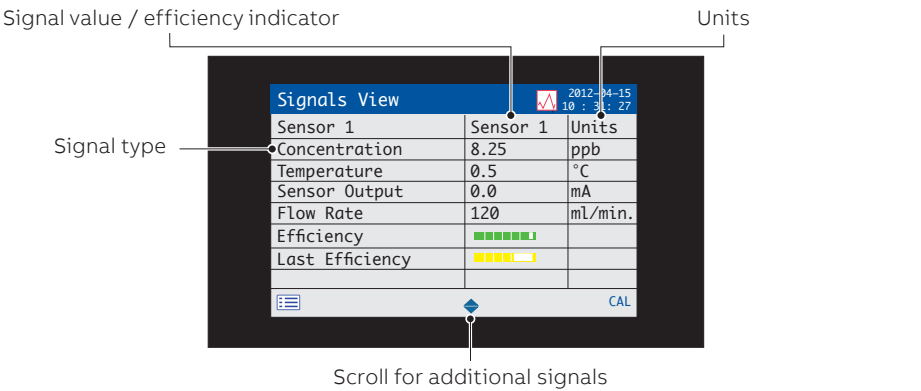 Signal value / efficiency indicator Units
Signals View 2012-04-15
10 : 31: 27
Sensor 1 Sensor 1 Units
Signal type
Concentration 8.25 ppb
Temperature 0.5 °C
Sensor Output 0.0 mA
Flow Rate 120 ml/min.
Efficiency
Last Efficiency
CAL
Scroll for additional signals